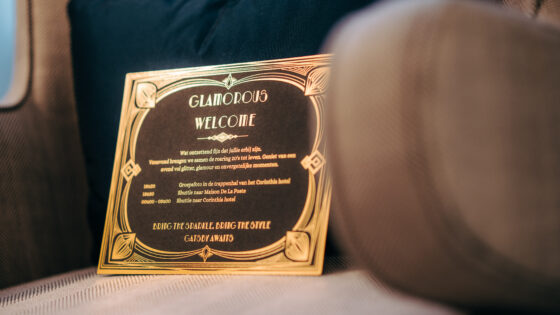 GLAMOROUS
WELCOME
Wat ontzettend fijn dat jullie erbij zijn.
Vanavond brengen we samen de roaring 20's tot leven. Geniet van een
avond vol glitter, glamour en onvergetelijke momenten.
Groepsfoto in de trappenhal van het Corinthia hotel
Shuttle naar Maison De La Poste
Shuttle naar Corinthia hotel
BRING THE SPARKLE, BRING THE STYLE
GATSBY AWAITS